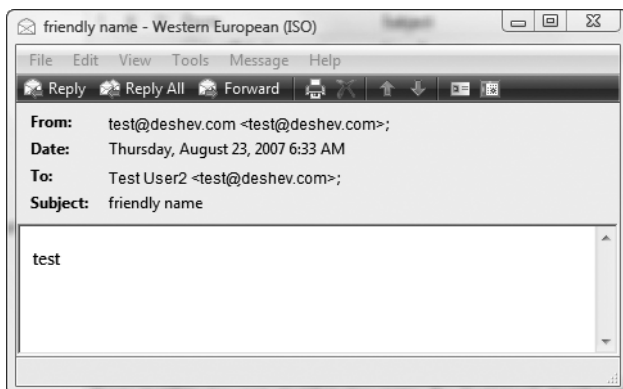 friendly name - Western European (ISO)
File Edit View Tools Message Help
Reply Reply All Forward
From: test@deshev.com <test@deshev.com>;
Date: Thursday, August 23, 2007 6:33 AM
To: Test User2 <test@deshev.com>;
Subject: friendly name
test